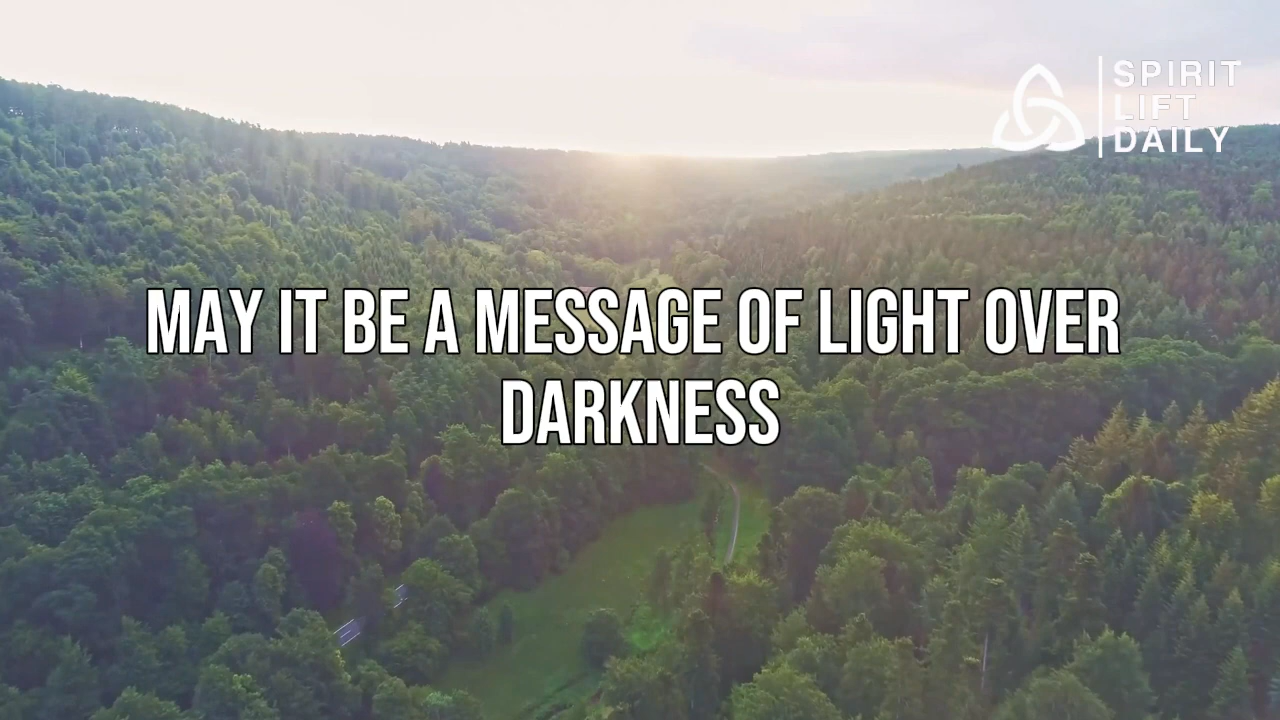 SPIRIT
LIFT
DAILY
MAY IT BE A MESSAGE OF LIGHT OVER
DARKNESS